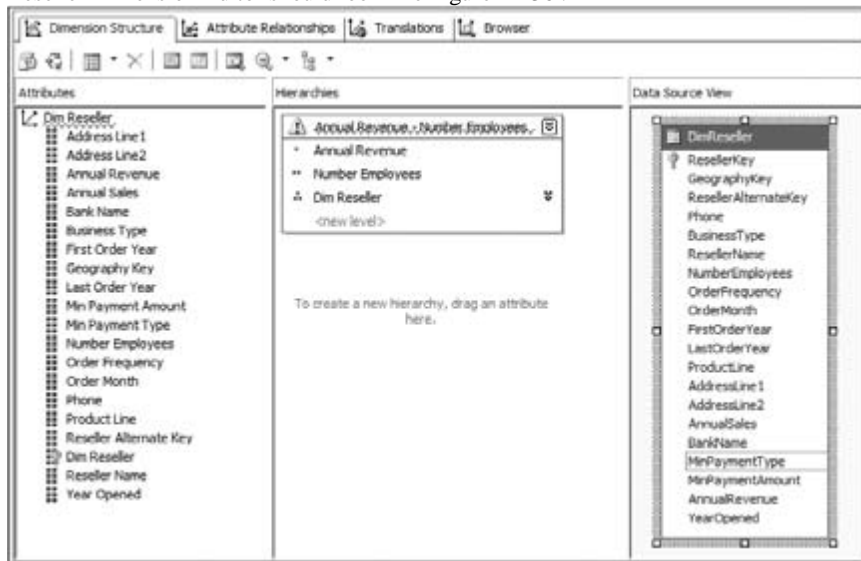 Dimension Structure Attribute Relationships Translations Browser
Attributes
Dim Reseller
Address Line1
Address Line2
Annual Revenue
Annual Sales
Bank Name
Business Type
First Order Year
Geography Key
Last Order Year
Min Payment Amount
Min Payment Type
Number Employees
Order Frequency
Order Month
Phone
Product Line
Reseller Alternate Key
Dim Reseller
Reseller Name
Year Opened
Hierarchies
Annual Revenue - Number Employees
Annual Revenue
Number Employees
Dim Reseller
<new level>
To create a new hierarchy, drag an attribute
here.
Data Source View
DimReseller
ResellerKey
GeographyKey
ResellerAlternateKey
Phone
BusinessType
ResellerName
NumberEmployees
OrderFrequency
OrderMonth
FirstOrderYear
LastOrderYear
ProductLine
AddressLine1
AddressLine2
AnnualSales
BankName
MinPaymentType
MinPaymentAmount
AnnualRevenue
YearOpened